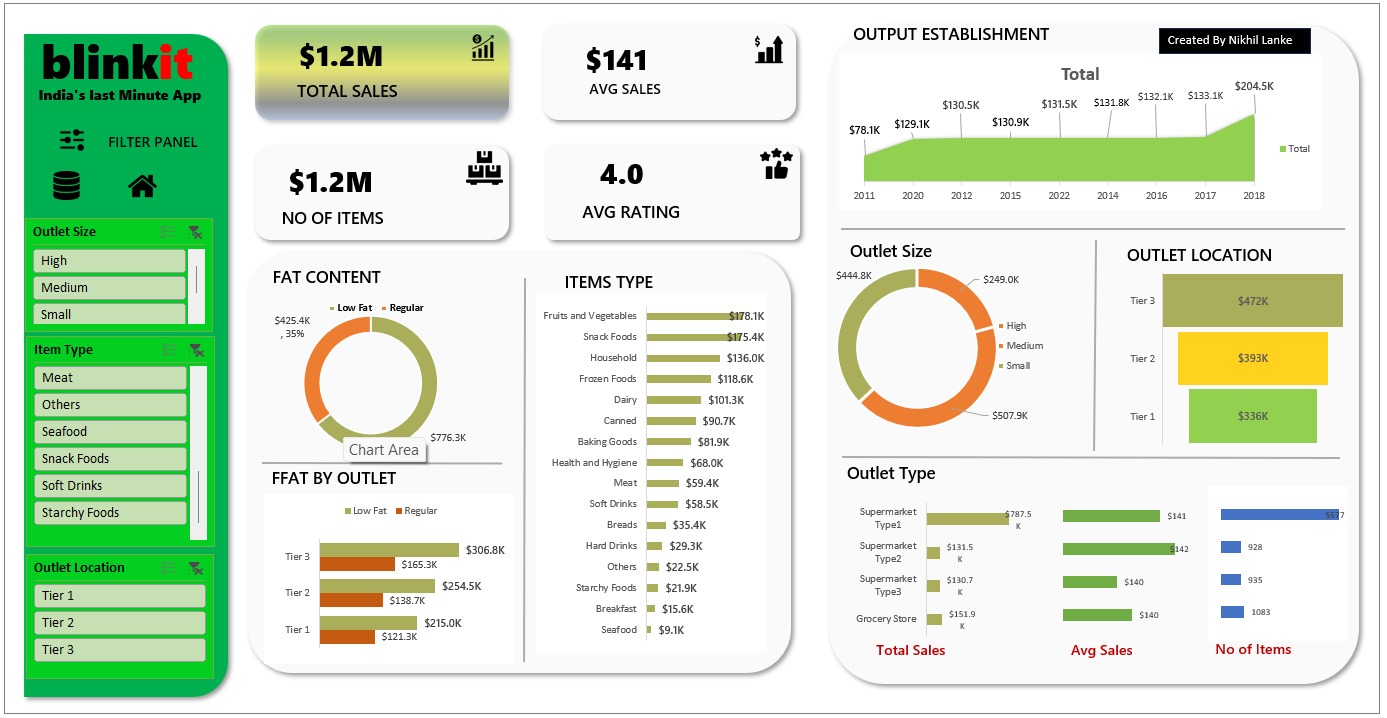 blinkit
India's last Minute App
FILTER PANEL
Outlet Size
High
Medium
Small
Item Type
Meat
Others
Seafood
Snack Foods
Soft Drinks
Starchy Foods
Outlet Location
Tier 1
Tier 2
Tier 3
$1.2M
TOTAL SALES
$141
AVG SALES
$1.2M
NO OF ITEMS
4.0
AVG RATING
FAT CONTENT
Low Fat Regular
$425.4K
, 35%
$776.3K
Chart Area
FFAT BY OUTLET
Low Fat Regular
Tier 3 $306.8K
$165.3K
Tier 2 $254.5K
$138.7K
Tier 1 $215.0K
$121.3K
ITEMS TYPE
Fruits and Vegetables $178.1K
Snack Foods $175.4K
Household $136.0K
Frozen Foods $118.6K
Dairy $101.3K
Canned $90.7K
Baking Goods $81.9K
Health and Hygiene $68.0K
Meat $59.4K
Soft Drinks $58.5K
Breads $35.4K
Hard Drinks $29.3K
Others $22.5K
Starchy Foods $21.9K
Breakfast $15.6K
Seafood $9.1K
OUTPUT ESTABLISHMENT
Created By Nikhil Lanke
Total
$78.1K $129.1K $130.5K $130.9K $131.5K $131.8K $132.1K $133.1K $204.5K
Total
2011 2020 2012 2015 2022 2014 2016 2017 2018
Outlet Size
$444.8K
$249.0K
High
Medium
Small
$507.9K
OUTLET LOCATION
Tier 3 $472K
Tier 2 $393K
Tier 1 $336K
Outlet Type
Supermarket
Type1
$787.5
K
$141
5577
Supermarket
Type2
$131.5
K
$142
928
Supermarket
Type3
$130.7
K
$140
935
Grocery Store
$151.9
K
$140
1083
Total Sales
Avg Sales
No of Items